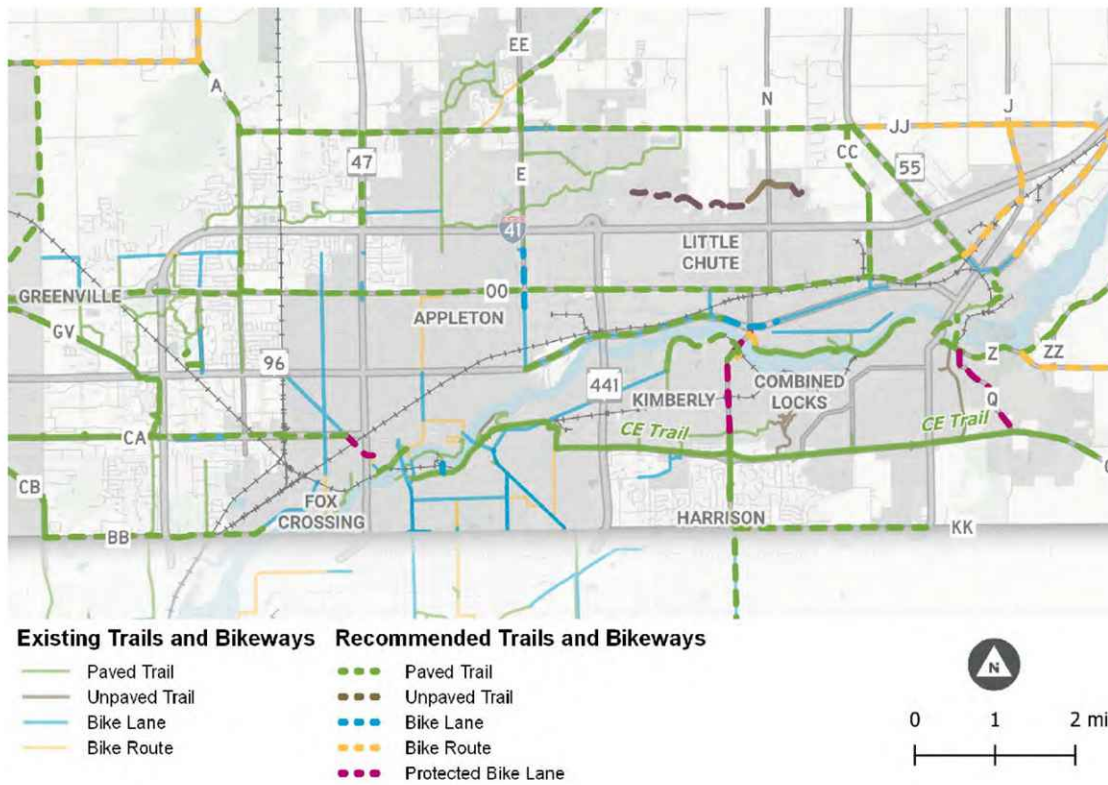 EE
A
N
J
JJ
47
CC
55
E
41
LITTLE
CHUTE
GREENVILLE
OO
APPLETON
GV
96
441
Z
ZZ
COMBINED
LOCKS
KIMBERLY
Q
CE Trail
CE Trail
CA
CB
FOX
CROSSING
HARRISON
BB
KK
Existing Trails and Bikeways
Paved Trail
Unpaved Trail
Bike Lane
Bike Route
Recommended Trails and Bikeways
Paved Trail
Unpaved Trail
Bike Lane
Bike Route
Protected Bike Lane
N
0 1 2 mi